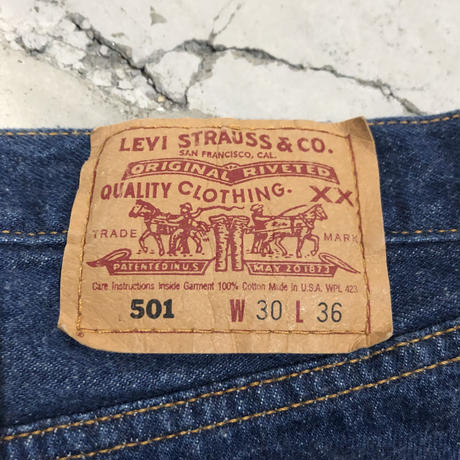 LEVI STRAUSS & CO.
SAN FRANCISCO, CAL.
ORIGINAL RIVETED
QUALITY CLOTHING. XX
TRADE MARK
PATENTED IN U.S. MAY 20 1873
Care Instructions Inside Garment 100% Cotton Made in U.S.A. WPL 423
501 W 30 L 36